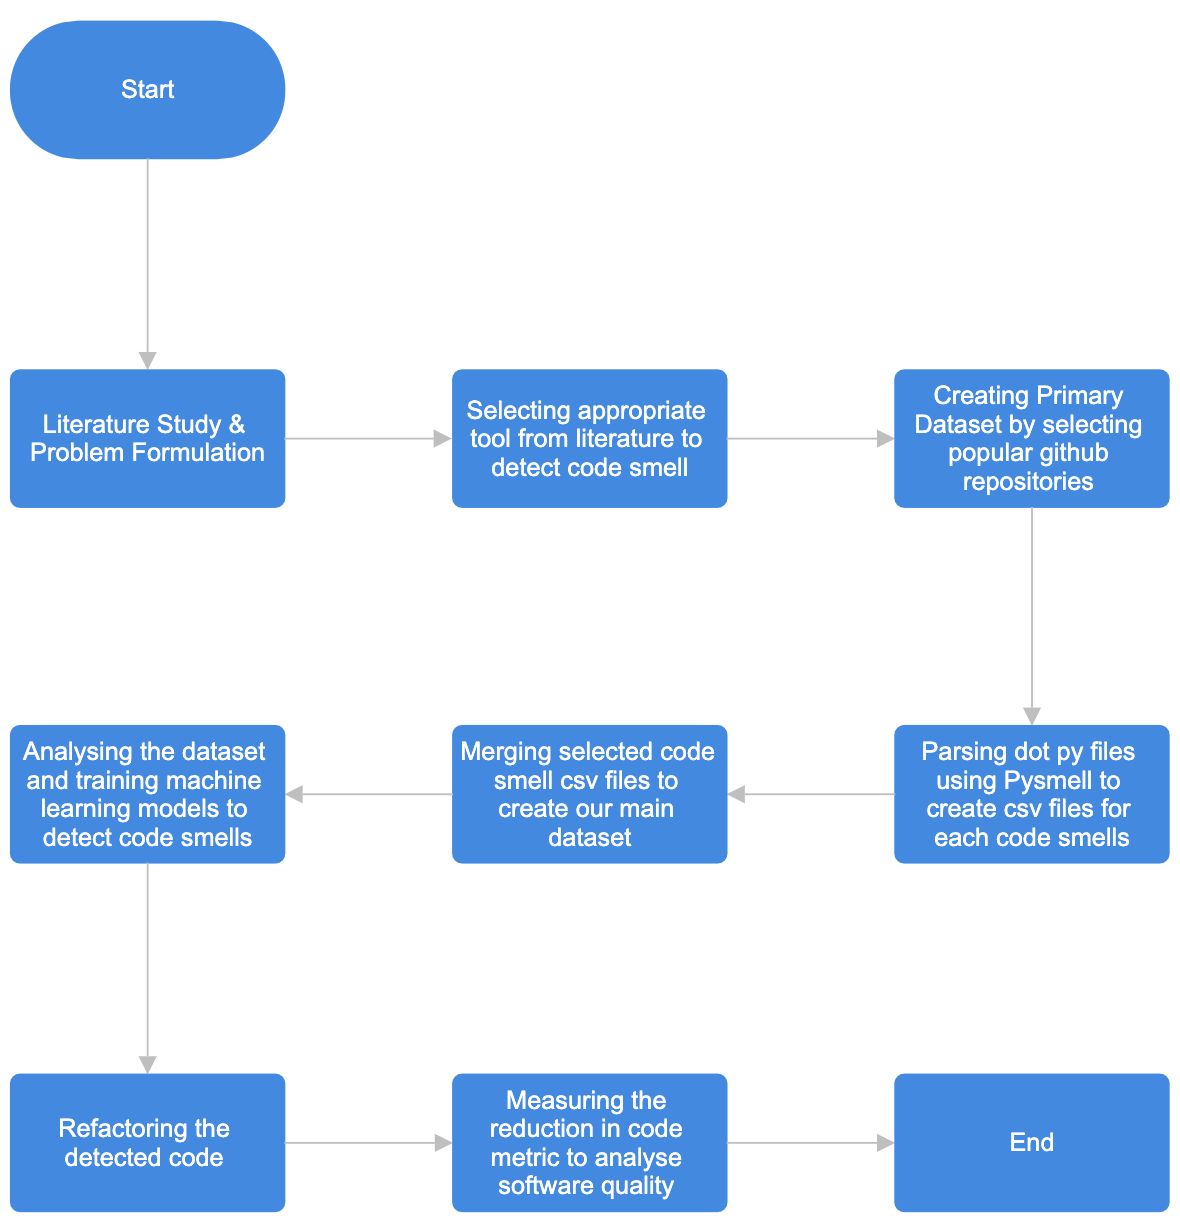 Start
Literature Study &
Problem Formulation
Selecting appropriate
tool from literature to
detect code smell
Creating Primary
Dataset by selecting
popular github
repositories
Parsing dot py files
using Pysmell to
create csv files for
each code smells
Merging selected code
smell csv files to
create our main
dataset
Analysing the dataset
and training machine
learning models to
detect code smells
Refactoring the
detected code
Measuring the
reduction in code
metric to analyse
software quality
End